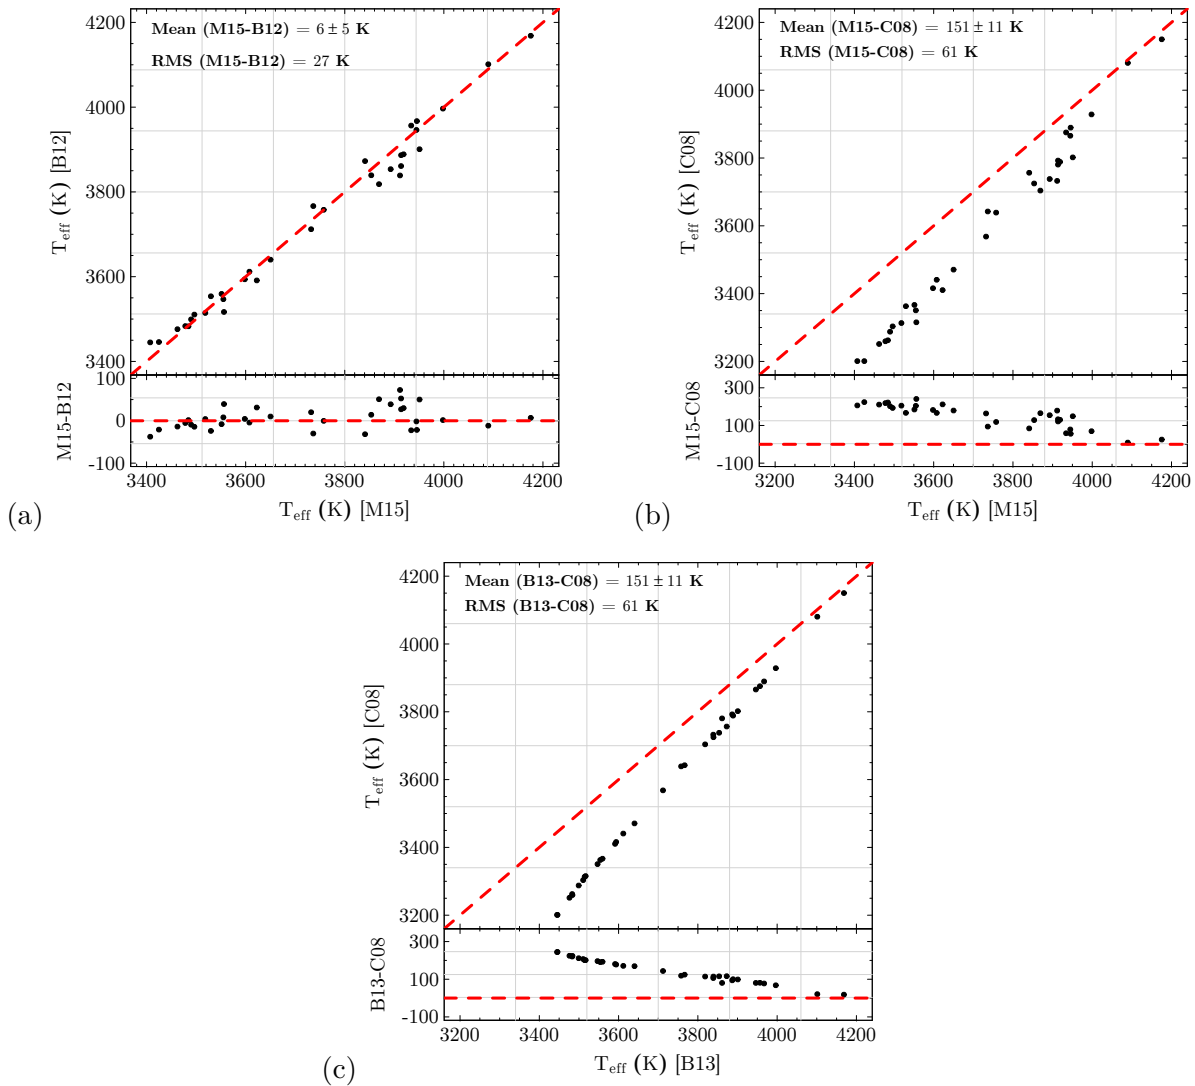 Mean (M15-B12) = 6 ± 5 K
RMS (M15-B12) = 27 K
4200
4000
3800
3600
3400
T_eff (K) [B12]
100
0
-100
M15-B12
3400 3600 3800 4000 4200
T_eff (K) [M15]
(a)
Mean (M15-C08) = 151 ± 11 K
RMS (M15-C08) = 61 K
4200
4000
3800
3600
3400
3200
T_eff (K) [C08]
300
100
-100
M15-C08
3200 3400 3600 3800 4000 4200
T_eff (K) [M15]
(b)
Mean (B13-C08) = 151 ± 11 K
RMS (B13-C08) = 61 K
4200
4000
3800
3600
3400
3200
T_eff (K) [C08]
300
100
-100
B13-C08
3200 3400 3600 3800 4000 4200
T_eff (K) [B13]
(c)